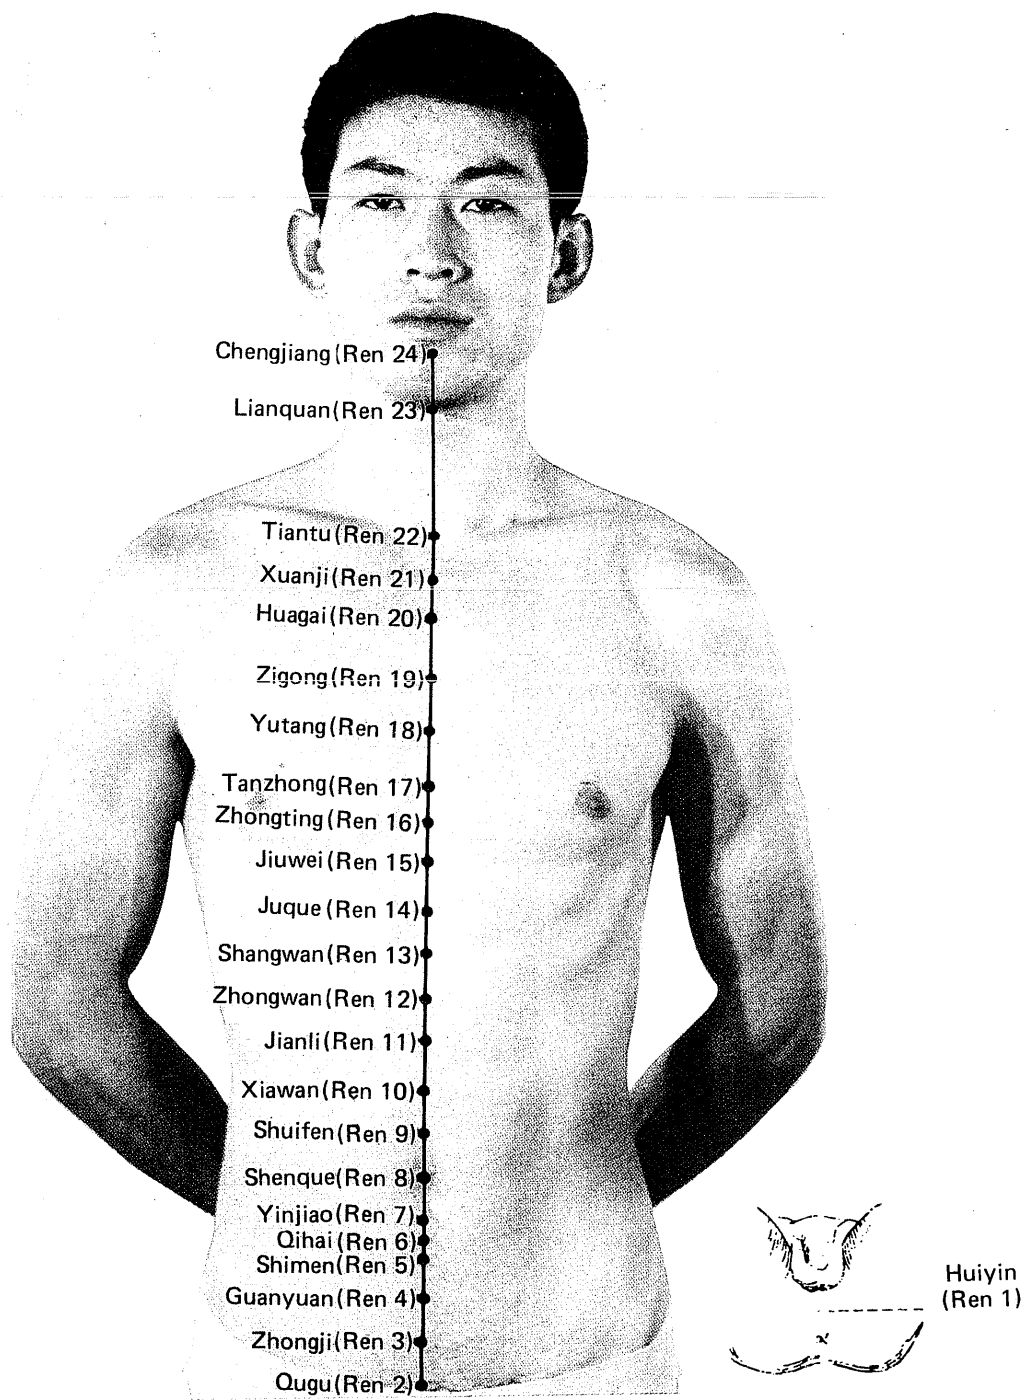 Chengjiang (Ren 24)
Lianquan (Ren 23)
Tiantu (Ren 22)
Xuanji (Ren 21)
Huagai (Ren 20)
Zigong (Ren 19)
Yutang (Ren 18)
Tanzhong (Ren 17)
Zhongting (Ren 16)
Jiuwei (Ren 15)
Juque (Ren 14)
Shangwan (Ren 13)
Zhongwan (Ren 12)
Jianli (Ren 11)
Xiawan (Ren 10)
Shuifen (Ren 9)
Shenque (Ren 8)
Yinjiao (Ren 7)
Qihai (Ren 6)
Shimen (Ren 5)
Guanyuan (Ren 4)
Zhongji (Ren 3)
Qugu (Ren 2)
Huiyin
(Ren 1)